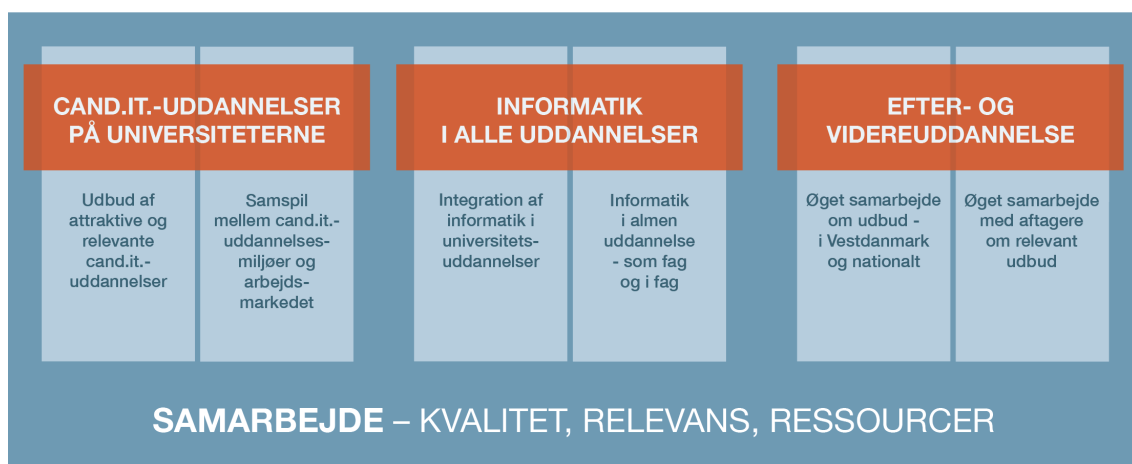 CAND.IT.-UDDANNELSER
PÅ UNIVERSITETERNE
Udbud af
attraktive og
relevante
cand.it.-
uddannelser
Samspil
mellem cand.it.-
uddannelses-
miljøer og
arbejds-
markedet
INFORMATIK
I ALLE UDDANNELSER
Integration af
informatik i
universitets-
uddannelser
Informatik
i almen
uddannelse
- som fag
og i fag
EFTER- OG
VIDEREUDDANNELSE
Øget samarbejde
om udbud -
i Vestdanmark
og nationalt
Øget samarbejde
med aftagere
om relevant
udbud
SAMARBEJDE – KVALITET, RELEVANS, RESSOURCER